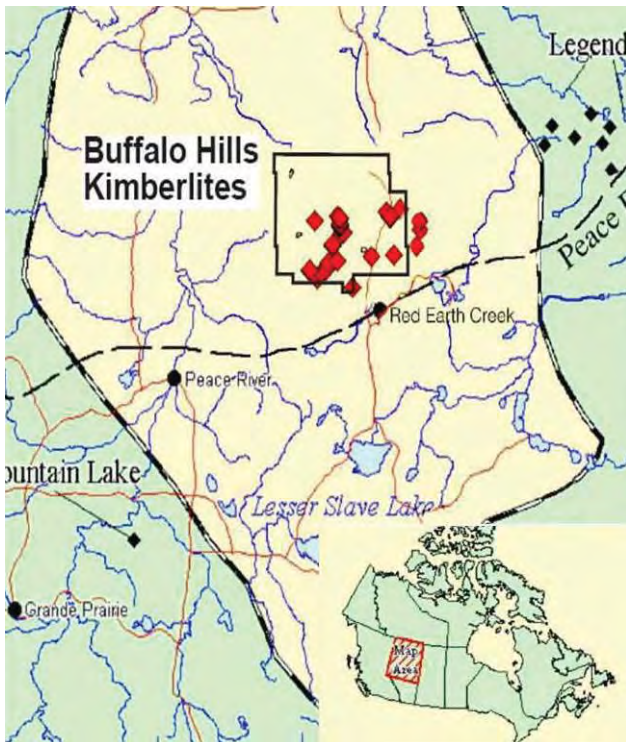 Legend
Buffalo Hills
Kimberlites
Peace
Red Earth Creek
Peace River
ountain Lake
Lesser Slave Lake
Grande Prairie
Map
Area